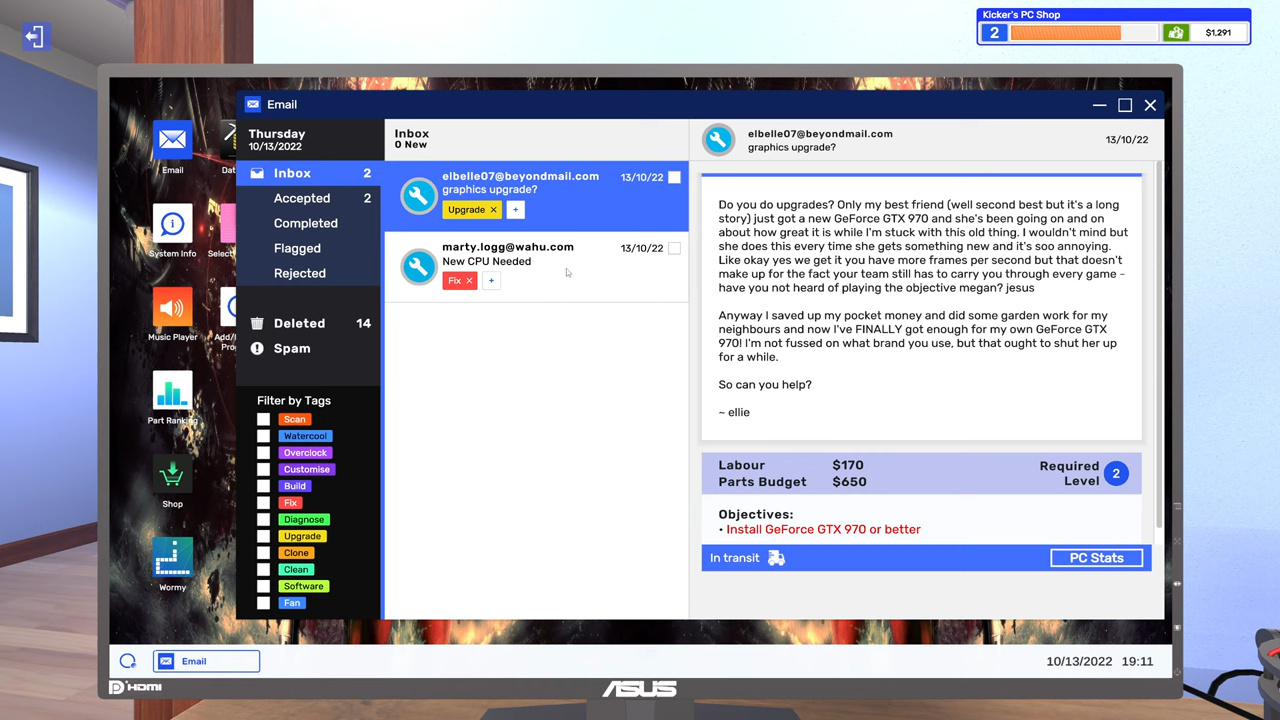 Kicker's PC Shop
2
$1,291
Email
Thursday
10/13/2022
Inbox 2
Accepted 2
Completed
Flagged
Rejected
Deleted 14
Spam
Filter by Tags
Scan
Watercool
Overclock
Customise
Build
Fix
Diagnose
Upgrade
Clone
Clean
Software
Fan
Inbox
0 New
elbelle07@beyondmail.com 13/10/22
graphics upgrade?
Upgrade × +
marty.logg@wahu.com 13/10/22
New CPU Needed
Fix × +
elbelle07@beyondmail.com 13/10/22
graphics upgrade?
Do you do upgrades? Only my best friend (well second best but it's a long
story) just got a new GeForce GTX 970 and she's been going on and on
about how great it is while I'm stuck with this old thing. I wouldn't mind but
she does this every time she gets something new and it's soo annoying.
Like okay yes we get it you have more frames per second but that doesn't
make up for the fact your team still has to carry you through every game -
have you not heard of playing the objective megan? jesus
Anyway I saved up my pocket money and did some garden work for my
neighbours and now I've FINALLY got enough for my own GeForce GTX
970! I'm not fussed on what brand you use, but that ought to shut her up
for a while.
So can you help?
~ ellie
Labour $170
Parts Budget $650
Required
Level 2
Objectives:
• Install GeForce GTX 970 or better
In transit
PC Stats
Email
System Info
Music Player
Part Ranking
Shop
Wormy
Email
10/13/2022 19:11
HDMI
ASUS